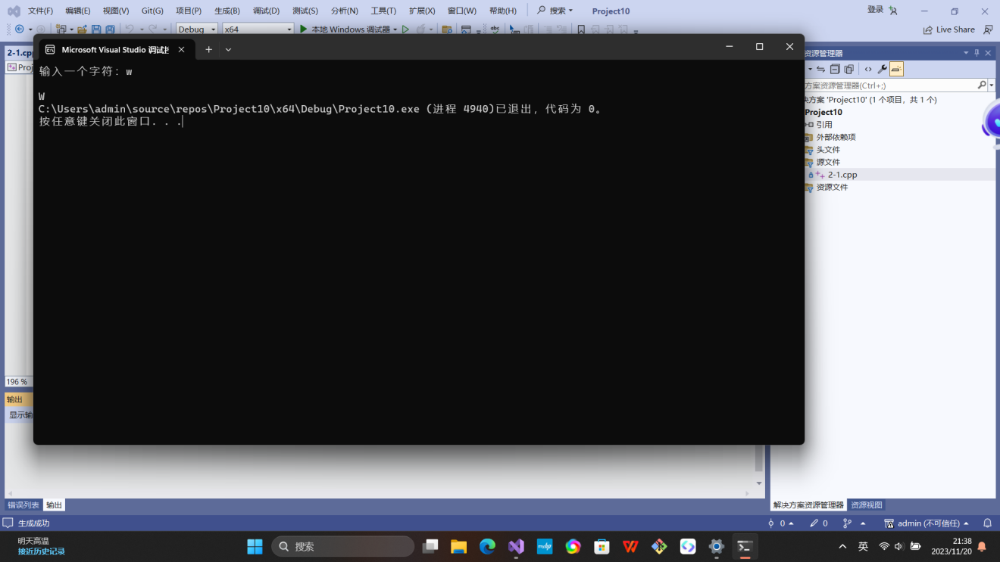 文件(F) 编辑(E) 视图(V) Git(G) 项目(P) 生成(B) 调试(D) 测试(S) 分析(N) 工具(T) 扩展(X) 窗口(W) 帮助(H) 搜索 Project10 登录
Debug x64 本地 Windows 调试器 Live Share
2-1.cpp
Microsoft Visual Studio 调试
输入一个字符: w
W
C:\Users\admin\source\repos\Project10\x64\Debug\Project10.exe (进程 4940)已退出，代码为 0。
按任意键关闭此窗口. . .
资源管理器
方案资源管理器(Ctrl+;)
决方案 'Project10' (1 个项目，共 1 个)
Project10
引用
外部依赖项
头文件
源文件
2-1.cpp
资源文件
Proj
196 %
输出
显示输
错误列表 输出
解决方案资源管理器 资源视图
生成成功
0 0 admin (不可信任)
明天高温
接近历史记录
搜索
英
21:38
2023/11/20